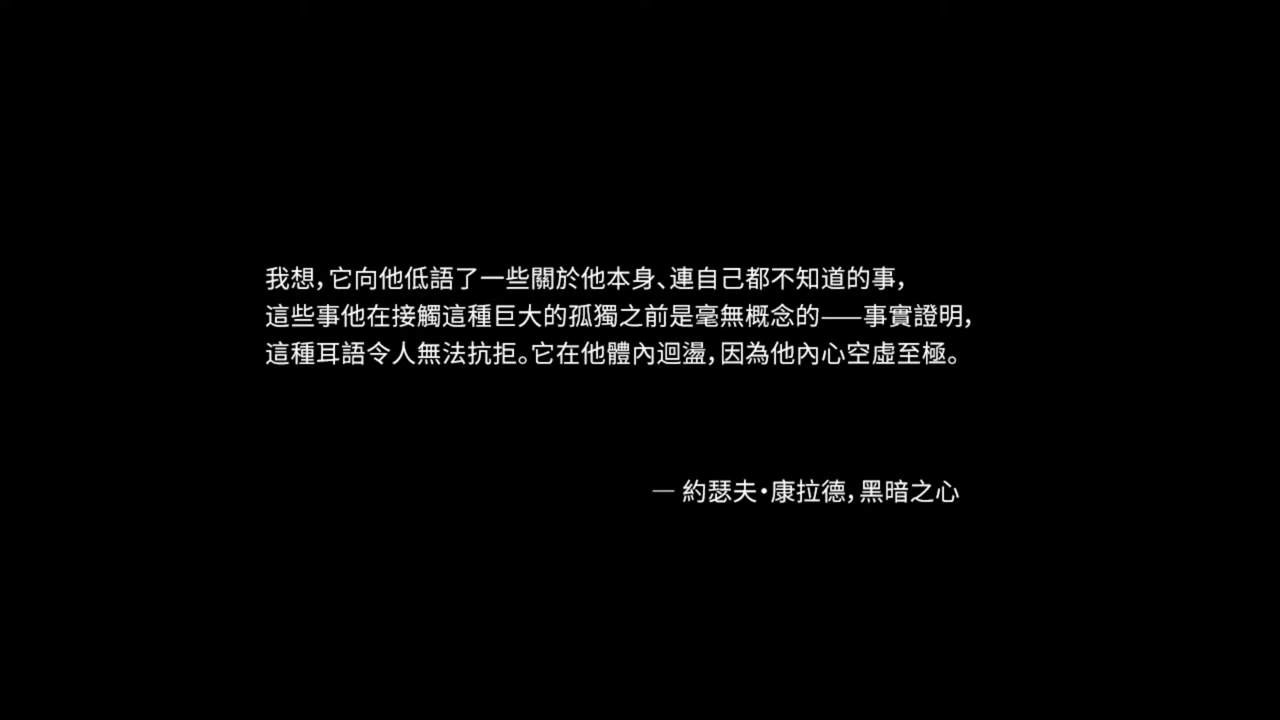 我想，它向他低語了一些關於他本身、連自己都不知道的事，
這些事他在接觸這種巨大的孤獨之前是毫無概念的——事實證明，
這種耳語令人無法抗拒。它在他體內迴盪，因為他內心空虛至極。
— 約瑟夫·康拉德，黑暗之心